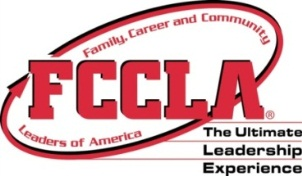 Family, Career and Community
FCCLA®
Leaders of America
The Ultimate
Leadership
Experience